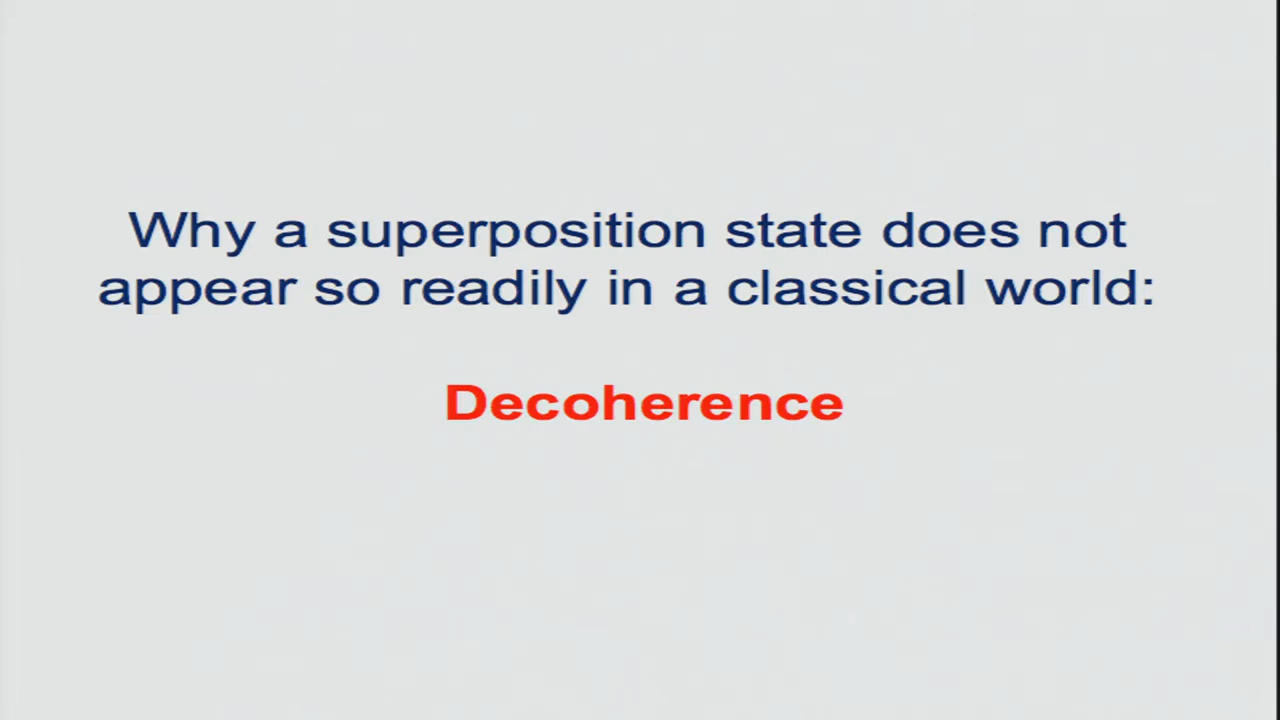 Why a superposition state does not
appear so readily in a classical world:
Decoherence